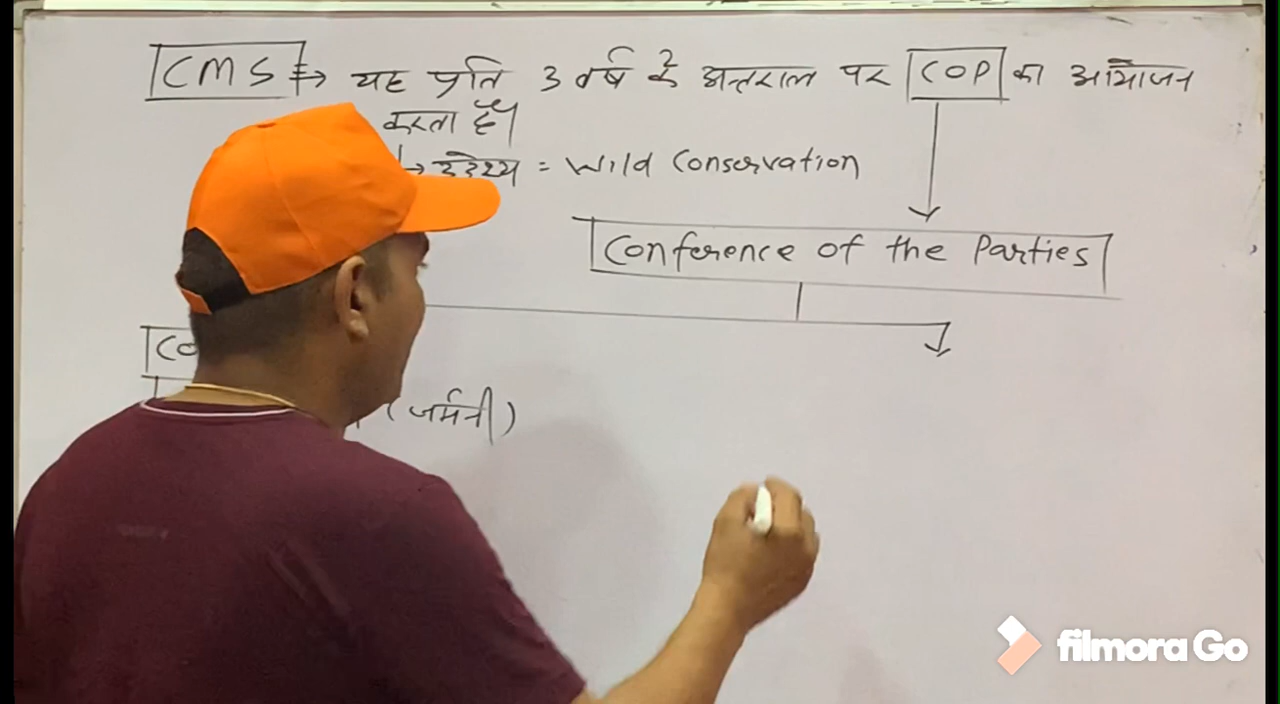 CMS ⇒ यह प्रति 3 वर्ष के अन्तराल पर COP का आयोजन
करता है।
↳ उद्देश्य = Wild Conservation
Conference of the Parties
CO
(जर्मनी)
filmora Go